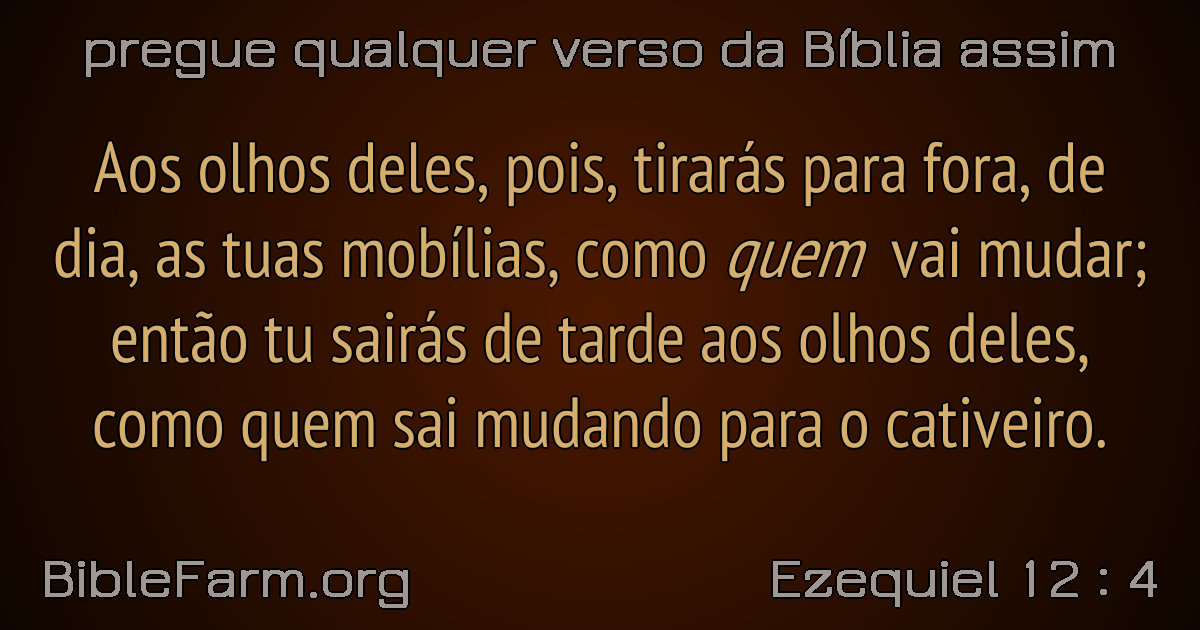 pregue qualquer verso da Bíblia assim
Aos olhos deles, pois, tirarás para fora, de
dia, as tuas mobílias, como quem vai mudar;
então tu sairás de tarde aos olhos deles,
como quem sai mudando para o cativeiro.
BibleFarm.org
Ezequiel 12 : 4